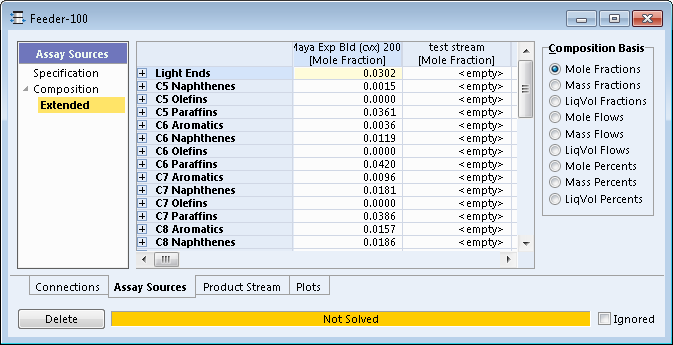 Feeder-100
Assay Sources
Specification
Composition
Extended
Maya Exp Bld (cvx) 200 test stream
[Mole Fraction] [Mole Fraction]
Light Ends 0.0302 <empty>
C5 Naphthenes 0.0015 <empty>
C5 Olefins 0.0000 <empty>
C5 Paraffins 0.0361 <empty>
C6 Aromatics 0.0036 <empty>
C6 Naphthenes 0.0119 <empty>
C6 Olefins 0.0000 <empty>
C6 Paraffins 0.0420 <empty>
C7 Aromatics 0.0096 <empty>
C7 Naphthenes 0.0181 <empty>
C7 Olefins 0.0000 <empty>
C7 Paraffins 0.0386 <empty>
C8 Aromatics 0.0157 <empty>
C8 Naphthenes 0.0186 <empty>
Composition Basis
Mole Fractions
Mass Fractions
LiqVol Fractions
Mole Flows
Mass Flows
LiqVol Flows
Mole Percents
Mass Percents
LiqVol Percents
Connections Assay Sources Product Stream Plots
Delete Not Solved Ignored